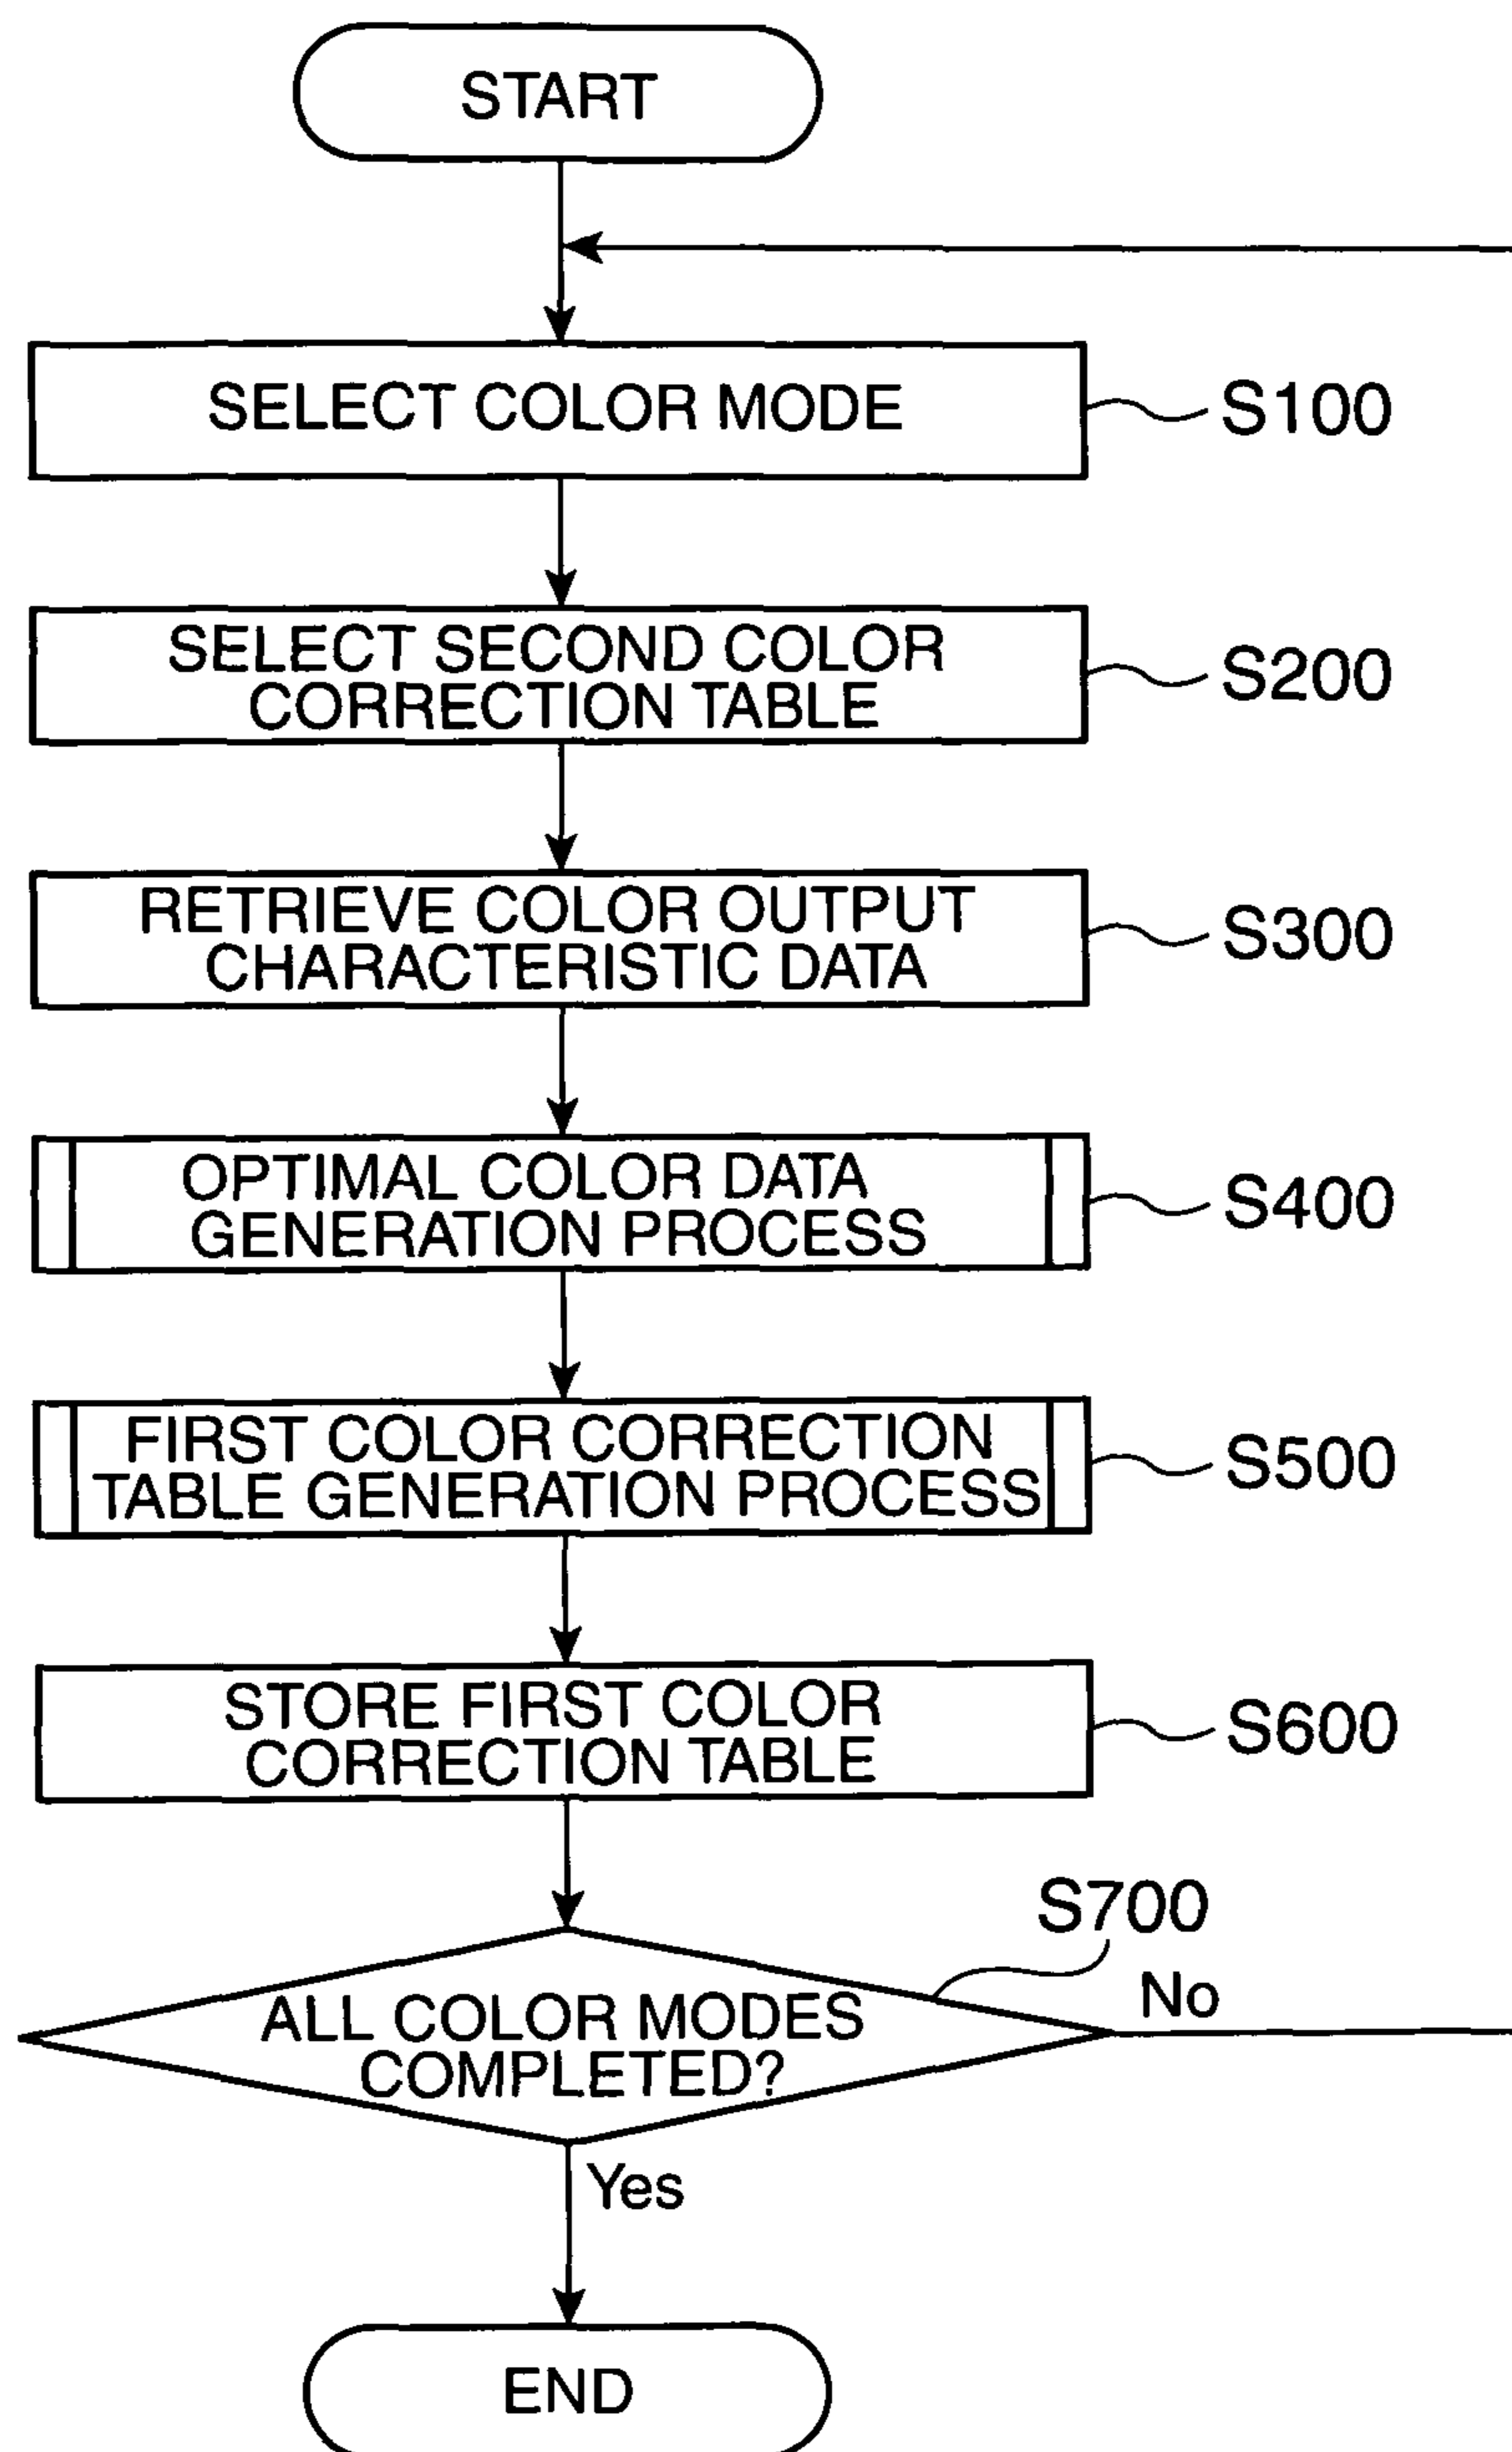 START
SELECT COLOR MODE
S100
SELECT SECOND COLOR
CORRECTION TABLE
S200
RETRIEVE COLOR OUTPUT
CHARACTERISTIC DATA
S300
OPTIMAL COLOR DATA
GENERATION PROCESS
S400
FIRST COLOR CORRECTION
TABLE GENERATION PROCESS
S500
STORE FIRST COLOR
CORRECTION TABLE
S600
S700
ALL COLOR MODES
COMPLETED?
No
Yes
END